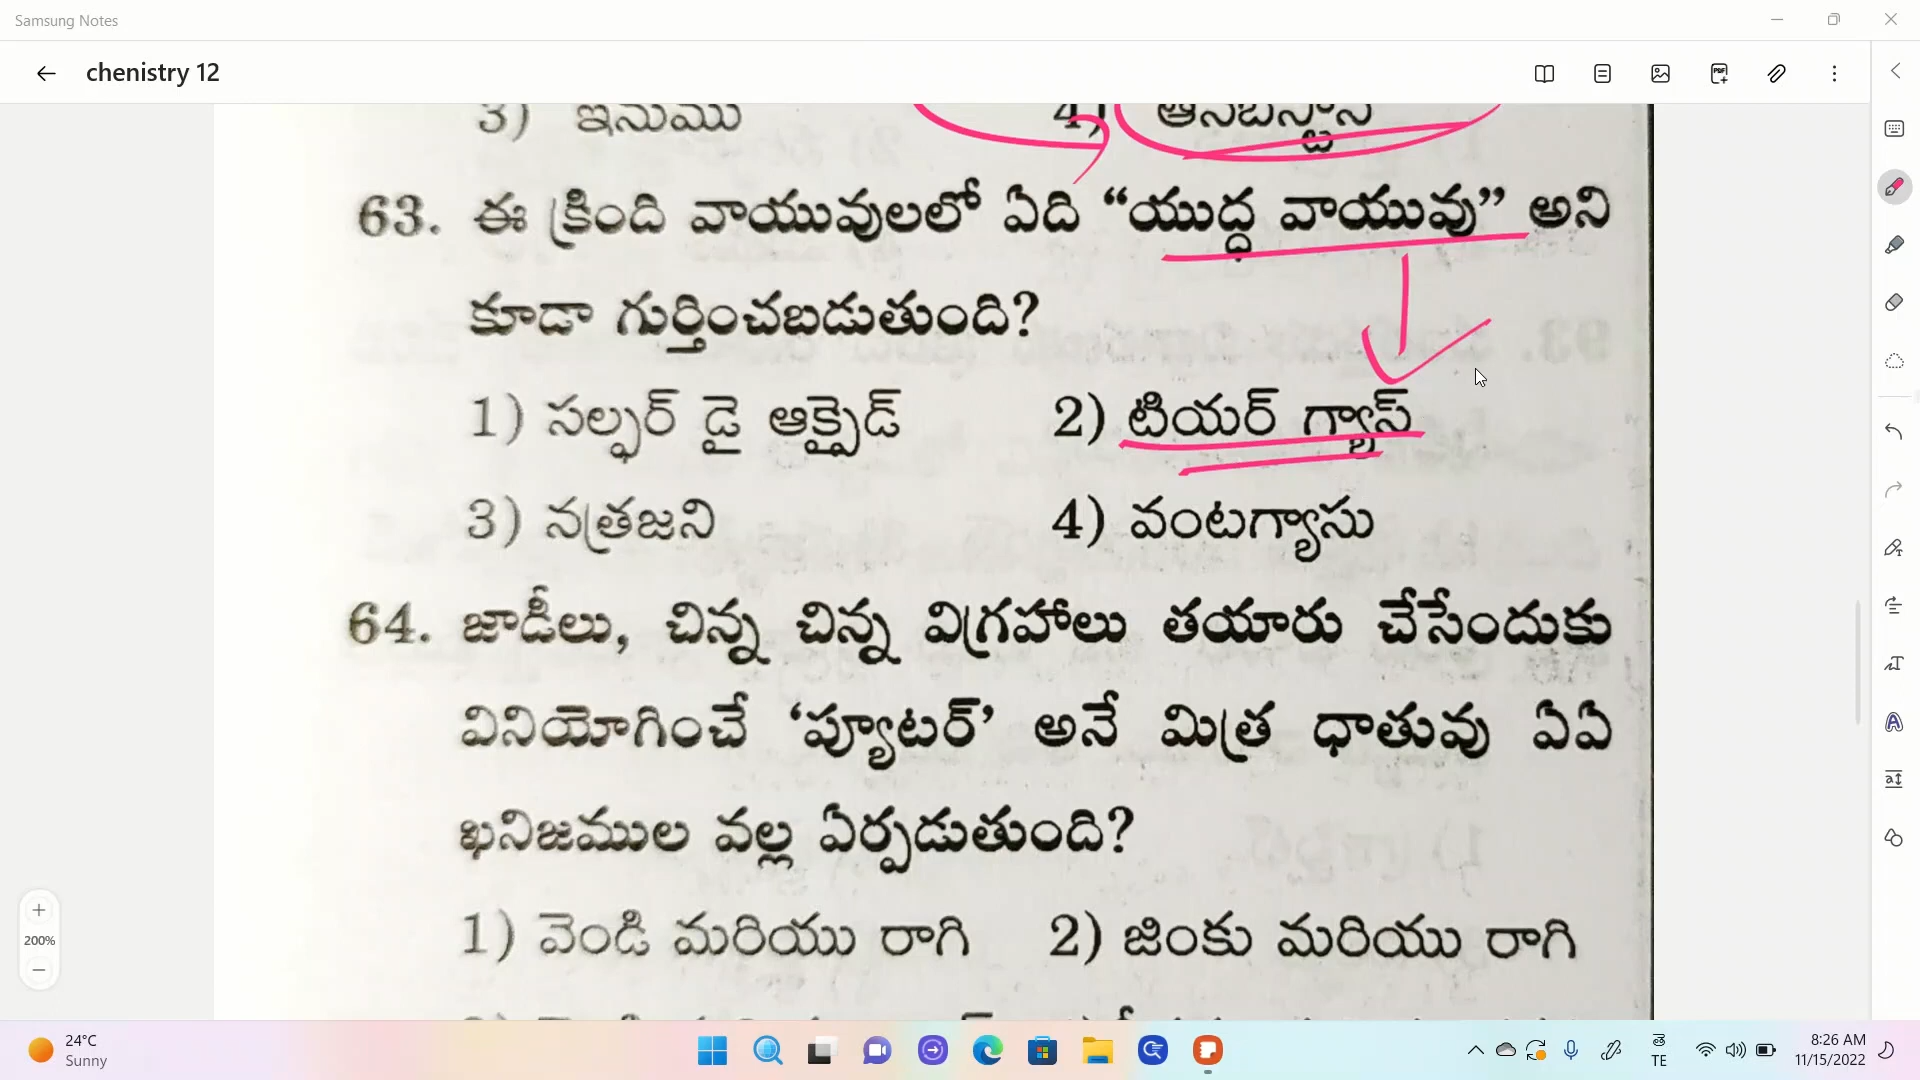 Samsung Notes
chenistry 12
3) ఇనుము 4)
63. ఈ క్రింది వాయువులలో ఏది “యుద్ధ వాయువు” అని
కూడా గుర్తించబడుతుంది?
1) సల్ఫర్ డై ఆక్సైడ్ 2) టియర్ గ్యాస్
3) నత్రజని 4) వంటగ్యాసు
64. జాడీలు, చిన్న చిన్న విగ్రహాలు తయారు చేసేందుకు
వినియోగించే ‘ప్యూటర్’ అనే మిత్ర ధాతువు ఏఏ
ఖనిజముల వల్ల ఏర్పడుతుంది?
1) వెండి మరియు రాగి 2) జింకు మరియు రాగి
200%
24°C
Sunny
తె
TE
8:26 AM
11/15/2022